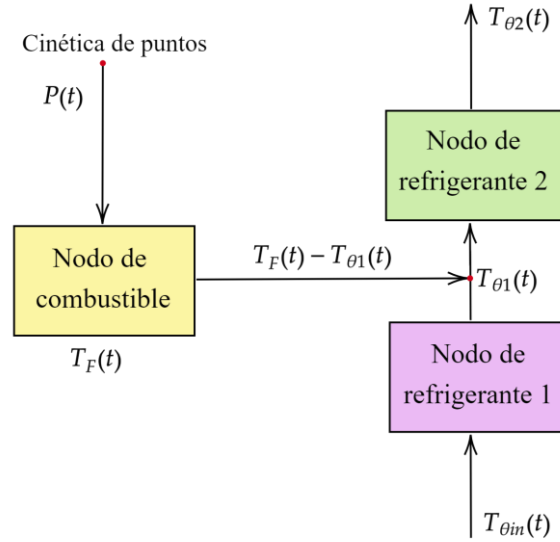 Cinética de puntos
P(t)
Nodo de
combustible
T_F(t)
T_F(t) − T_θ1(t)
T_θ2(t)
Nodo de
refrigerante 2
T_θ1(t)
Nodo de
refrigerante 1
T_θin(t)